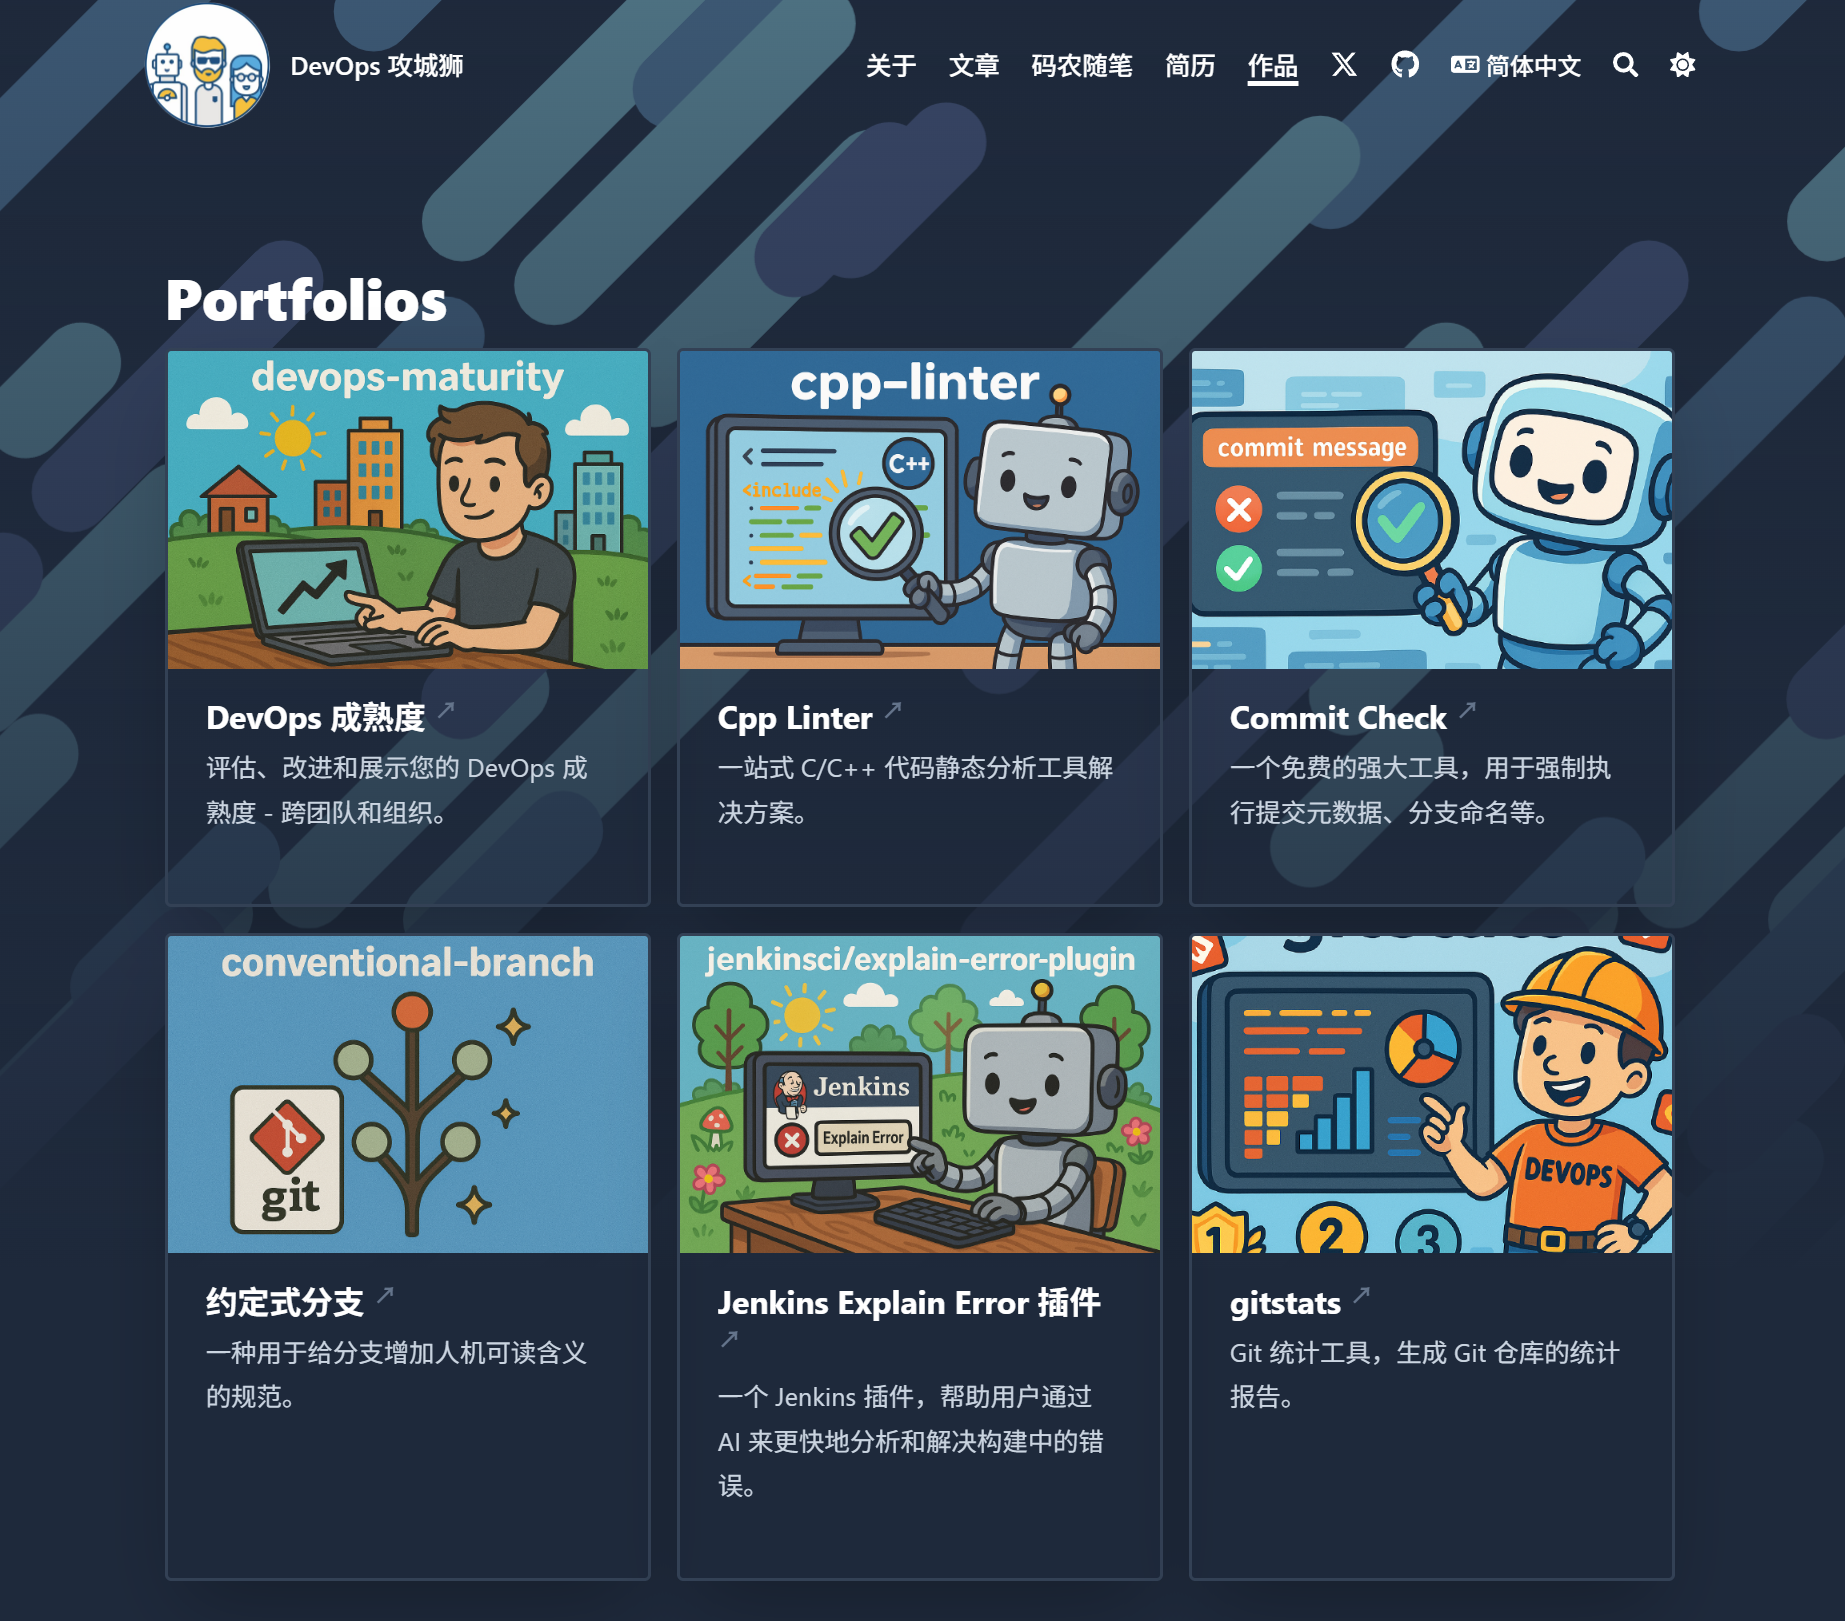 DevOps 攻城狮
关于 文章 码农随笔 简历 作品 简体中文
Portfolios
devops-maturity
cpp-linter
C++
<include
commit message
DevOps 成熟度 ↗
评估、改进和展示您的 DevOps 成
熟度 - 跨团队和组织。
Cpp Linter ↗
一站式 C/C++ 代码静态分析工具解
决方案。
Commit Check ↗
一个免费的强大工具，用于强制执
行提交元数据、分支命名等。
conventional-branch
git
jenkinsci/explain-error-plugin
Jenkins
Explain Error
DEVOPS
1 2 3
约定式分支 ↗
一种用于给分支增加人机可读含义
的规范。
Jenkins Explain Error 插件
↗
一个 Jenkins 插件，帮助用户通过
AI 来更快地分析和解决构建中的错
误。
gitstats ↗
Git 统计工具，生成 Git 仓库的统计
报告。